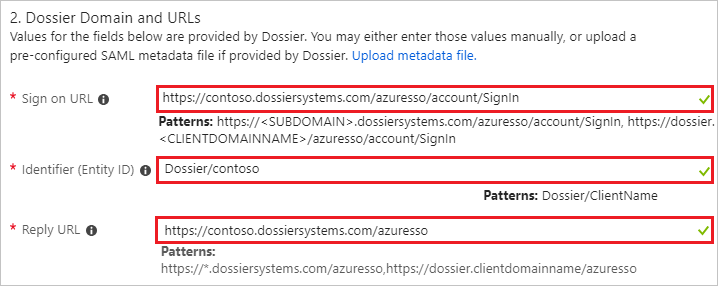 2. Dossier Domain and URLs
Values for the fields below are provided by Dossier. You may either enter those values manually, or upload a
pre-configured SAML metadata file if provided by Dossier. Upload metadata file.
* Sign on URL https://contoso.dossiersystems.com/azuresso/account/SignIn
Patterns: https://<SUBDOMAIN>.dossiersystems.com/azuresso/account/SignIn, https://dossier.
<CLIENTDOMAINNAME>/azuresso/account/SignIn
* Identifier (Entity ID) Dossier/contoso
Patterns: Dossier/ClientName
* Reply URL https://contoso.dossiersystems.com/azuresso
Patterns:
https://*.dossiersystems.com/azuresso,https://dossier.clientdomainname/azuresso